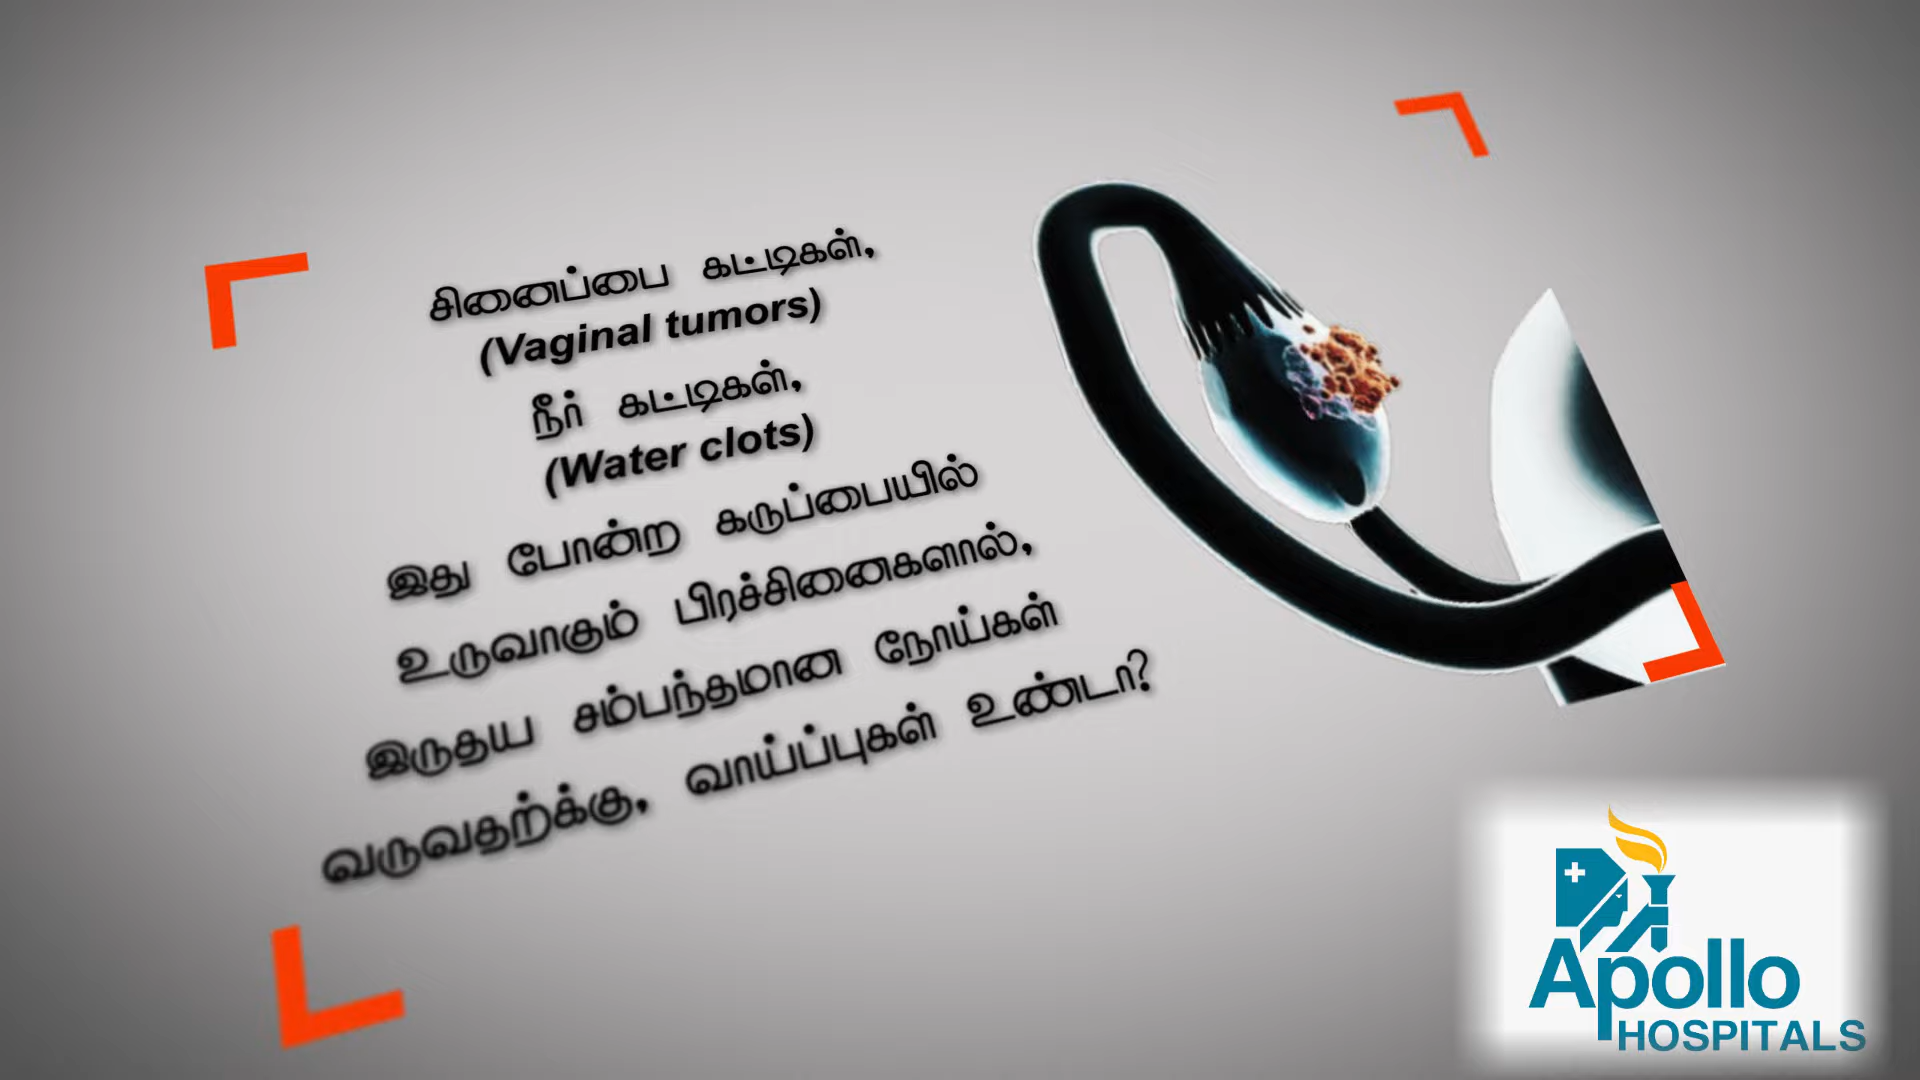 சினைப்பை கட்டிகள்,
(Vaginal tumors)
நீர் கட்டிகள்,
(Water clots)
இது போன்ற கருப்பையில்
உருவாகும் பிரச்சினைகளால்,
இருதய சம்பந்தமான நோய்கள்
வருவதற்க்கு, வாய்ப்புகள் உண்டா?
Apollo
HOSPITALS